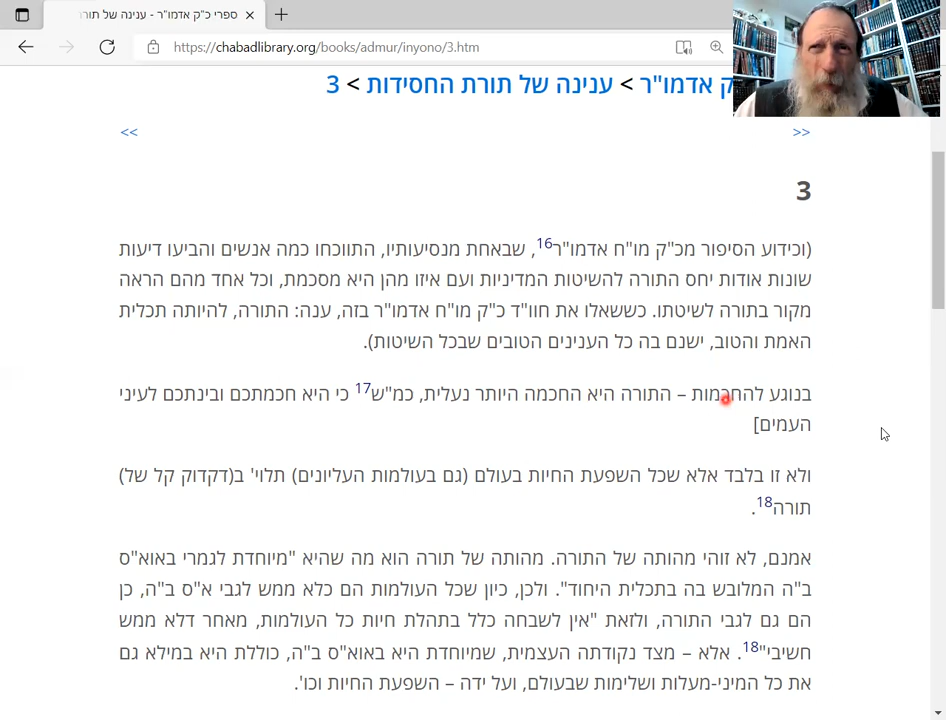 ספרי כ"ק אדמו"ר - ענינה של תור
https://chabadlibrary.org/books/admur/inyono/3.htm
ק אדמו"ר > ענינה של תורת החסידות > 3
<< >>
3
(וכידוע הסיפור מכ"ק מו"ח אדמו"ר16, שבאחת מנסיעותיו, התווכחו כמה אנשים והביעו דיעות
שונות אודות יחס התורה להשיטות המדיניות ועם איזו מהן היא מסכמת, וכל אחד מהם הראה
מקור בתורה לשיטתו. כששאלו את חוו"ד כ"ק מו"ח אדמו"ר בזה, ענה: התורה, להיותה תכלית
האמת והטוב, ישנם בה כל הענינים הטובים שבכל השיטות).
בנוגע להחכמות – התורה היא החכמה היותר נעלית, כמ"ש17 כי היא חכמתכם ובינתכם לעיני
העמים]
ולא זו בלבד אלא שכל השפעת החיות בעולם (גם בעולמות העליונים) תלוי' ב(דקדוק קל של)
תורה18.
אמנם, לא זוהי מהותה של התורה. מהותה של תורה הוא מה שהיא "מיוחדת לגמרי באוא"ס
ב"ה המלובש בה בתכלית היחוד". ולכן, כיון שכל העולמות הם כלא ממש לגבי א"ס ב"ה, כן
הם גם לגבי התורה, ולזאת "אין לשבחה כלל בתהלת חיות כל העולמות, מאחר דלא ממש
חשיבי"18. אלא – מצד נקודתה העצמית, שמיוחדת היא באוא"ס ב"ה, כוללת היא במילא גם
את כל המיני-מעלות ושלימות שבעולם, ועל ידה – השפעת החיות וכו'.